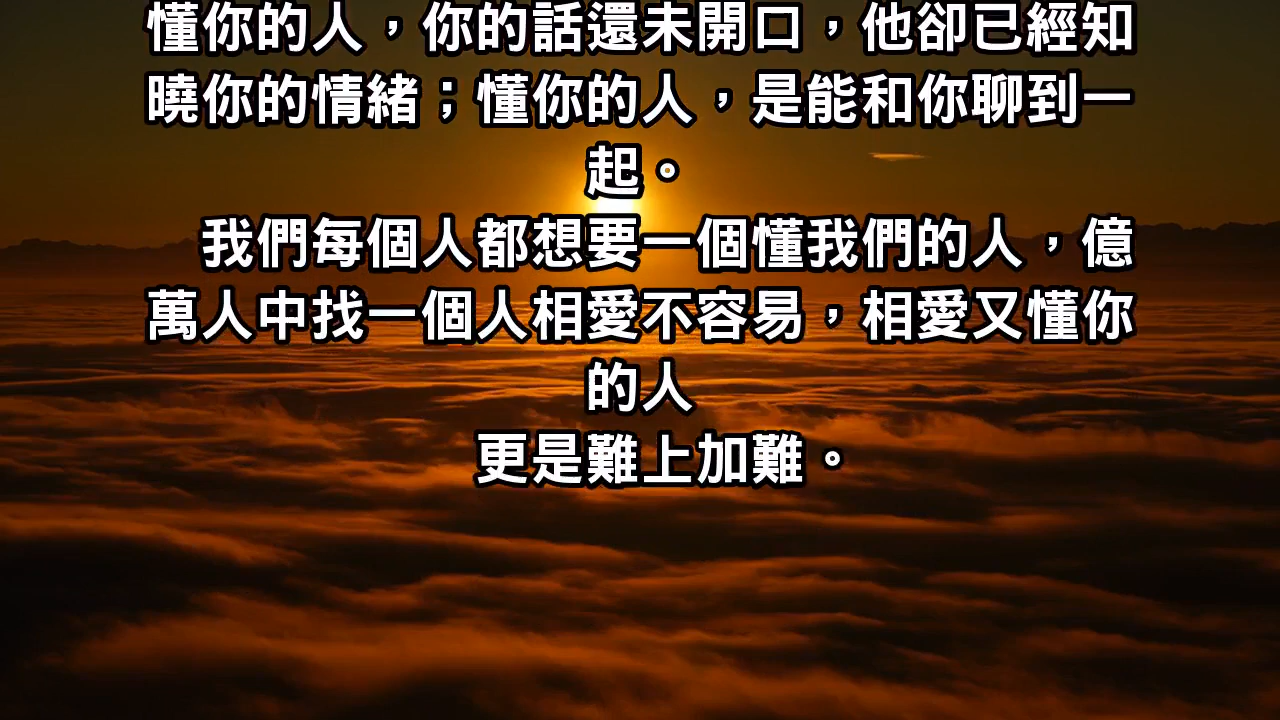 懂你的人，你的話還未開口，他卻已經知
曉你的情緒；懂你的人，是能和你聊到一
起。
我們每個人都想要一個懂我們的人，億
萬人中找一個人相愛不容易，相愛又懂你
的人
更是難上加難。